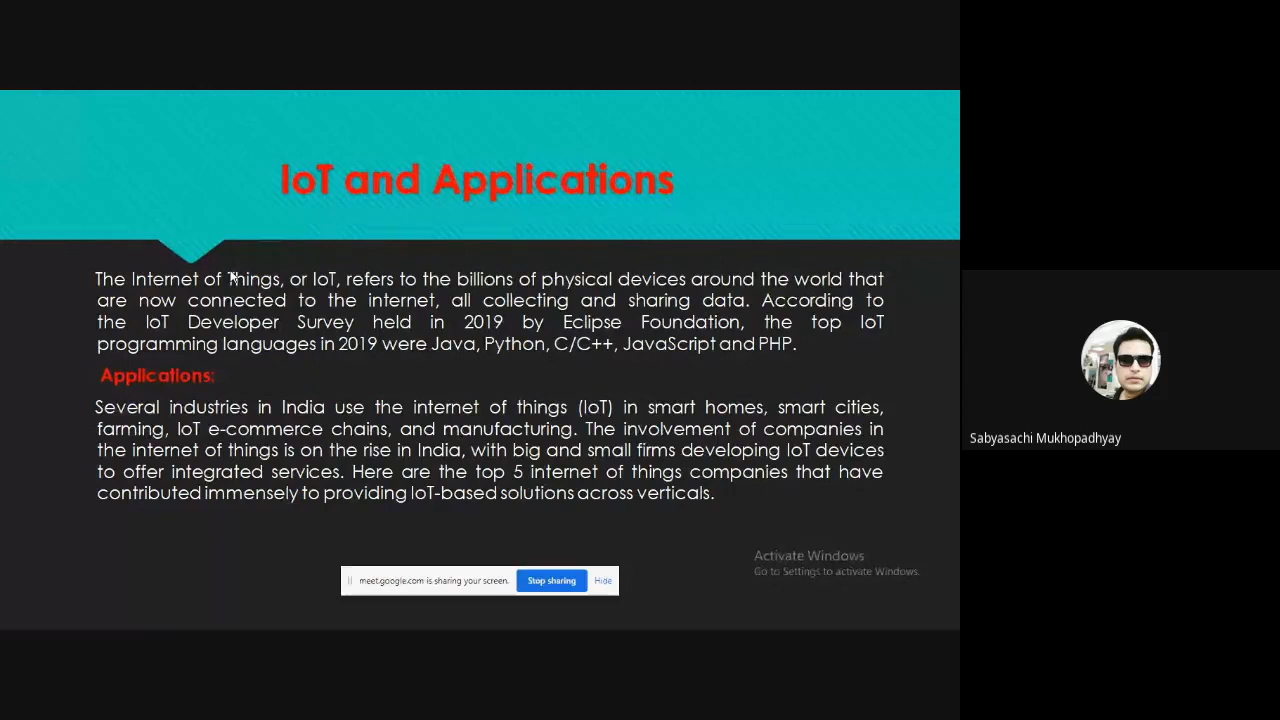 IoT and Applications
The Internet of Things, or IoT, refers to the billions of physical devices around the world that
are now connected to the internet, all collecting and sharing data. According to
the IoT Developer Survey held in 2019 by Eclipse Foundation, the top IoT
programming languages in 2019 were Java, Python, C/C++, JavaScript and PHP.
Applications:
Several industries in India use the internet of things (IoT) in smart homes, smart cities,
farming, IoT e-commerce chains, and manufacturing. The involvement of companies in
the internet of things is on the rise in India, with big and small firms developing IoT devices
to offer integrated services. Here are the top 5 internet of things companies that have
contributed immensely to providing IoT-based solutions across verticals.
Activate Windows
Go to Settings to activate Windows.
meet.google.com is sharing your screen. Stop sharing Hide
Sabyasachi Mukhopadhyay